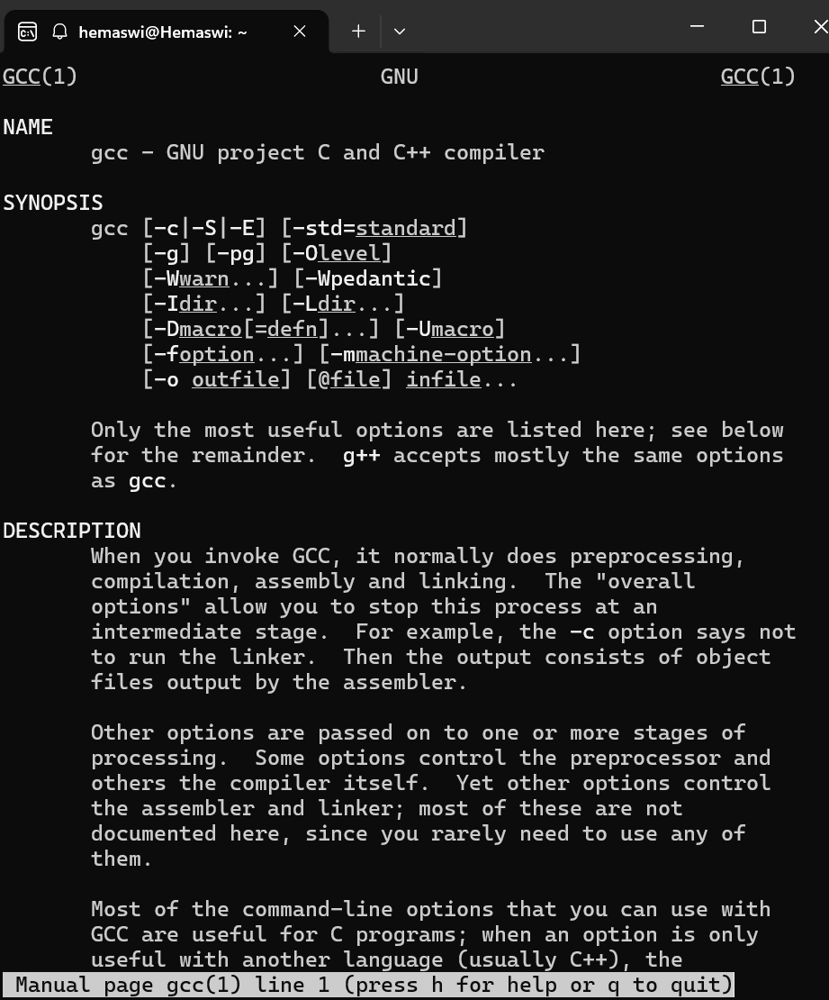 hemaswi@Hemaswi: ~
GCC(1) GNU GCC(1)
NAME
gcc - GNU project C and C++ compiler
SYNOPSIS
gcc [-c|-S|-E] [-std=standard]
[-g] [-pg] [-Olevel]
[-Wwarn...] [-Wpedantic]
[-Idir...] [-Ldir...]
[-Dmacro[=defn]...] [-Umacro]
[-foption...] [-mmachine-option...]
[-o outfile] [@file] infile...
Only the most useful options are listed here; see below
for the remainder.  g++ accepts mostly the same options
as gcc.
DESCRIPTION
When you invoke GCC, it normally does preprocessing,
compilation, assembly and linking.  The "overall
options" allow you to stop this process at an
intermediate stage.  For example, the -c option says not
to run the linker.  Then the output consists of object
files output by the assembler.
Other options are passed on to one or more stages of
processing.  Some options control the preprocessor and
others the compiler itself.  Yet other options control
the assembler and linker; most of these are not
documented here, since you rarely need to use any of
them.
Most of the command-line options that you can use with
GCC are useful for C programs; when an option is only
useful with another language (usually C++), the
Manual page gcc(1) line 1 (press h for help or q to quit)